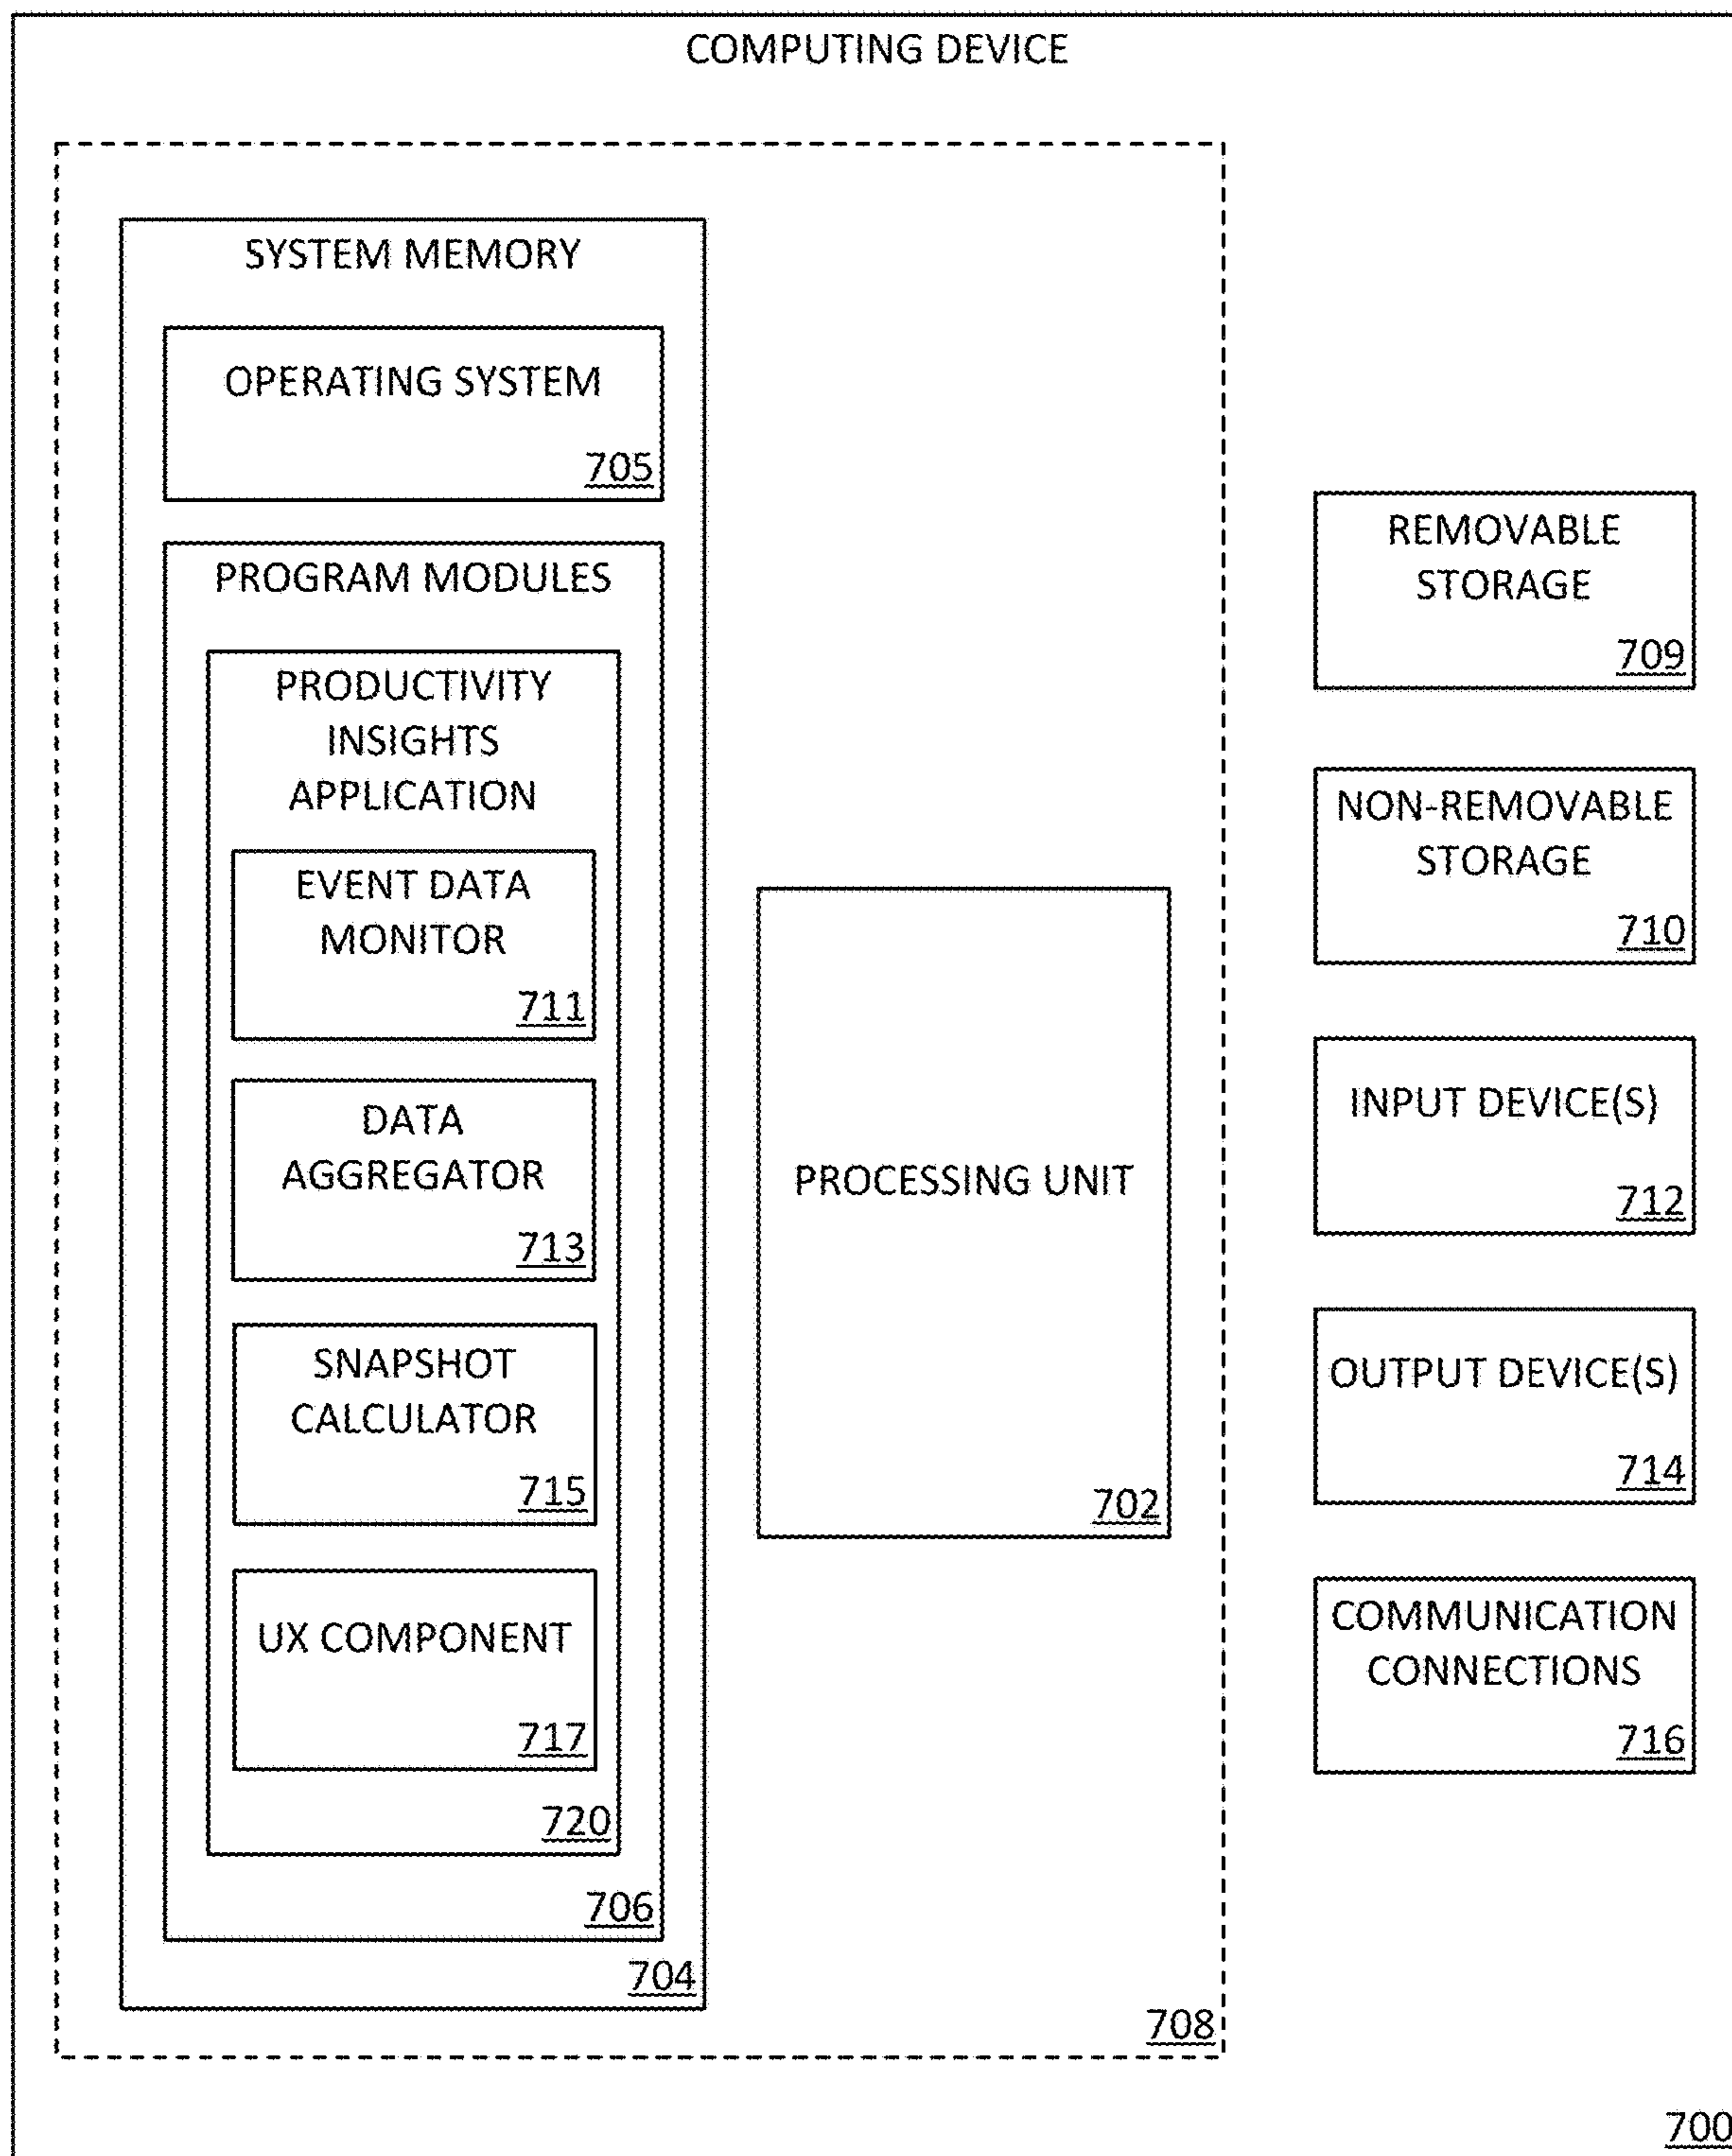 COMPUTING DEVICE
SYSTEM MEMORY
OPERATING SYSTEM
705
PROGRAM MODULES
PRODUCTIVITY
INSIGHTS
APPLICATION
EVENT DATA
MONITOR
711
DATA
AGGREGATOR
713
SNAPSHOT
CALCULATOR
715
UX COMPONENT
717
720
706
704
PROCESSING UNIT
702
708
REMOVABLE
STORAGE
709
NON-REMOVABLE
STORAGE
710
INPUT DEVICE(S)
712
OUTPUT DEVICE(S)
714
COMMUNICATION
CONNECTIONS
716
700